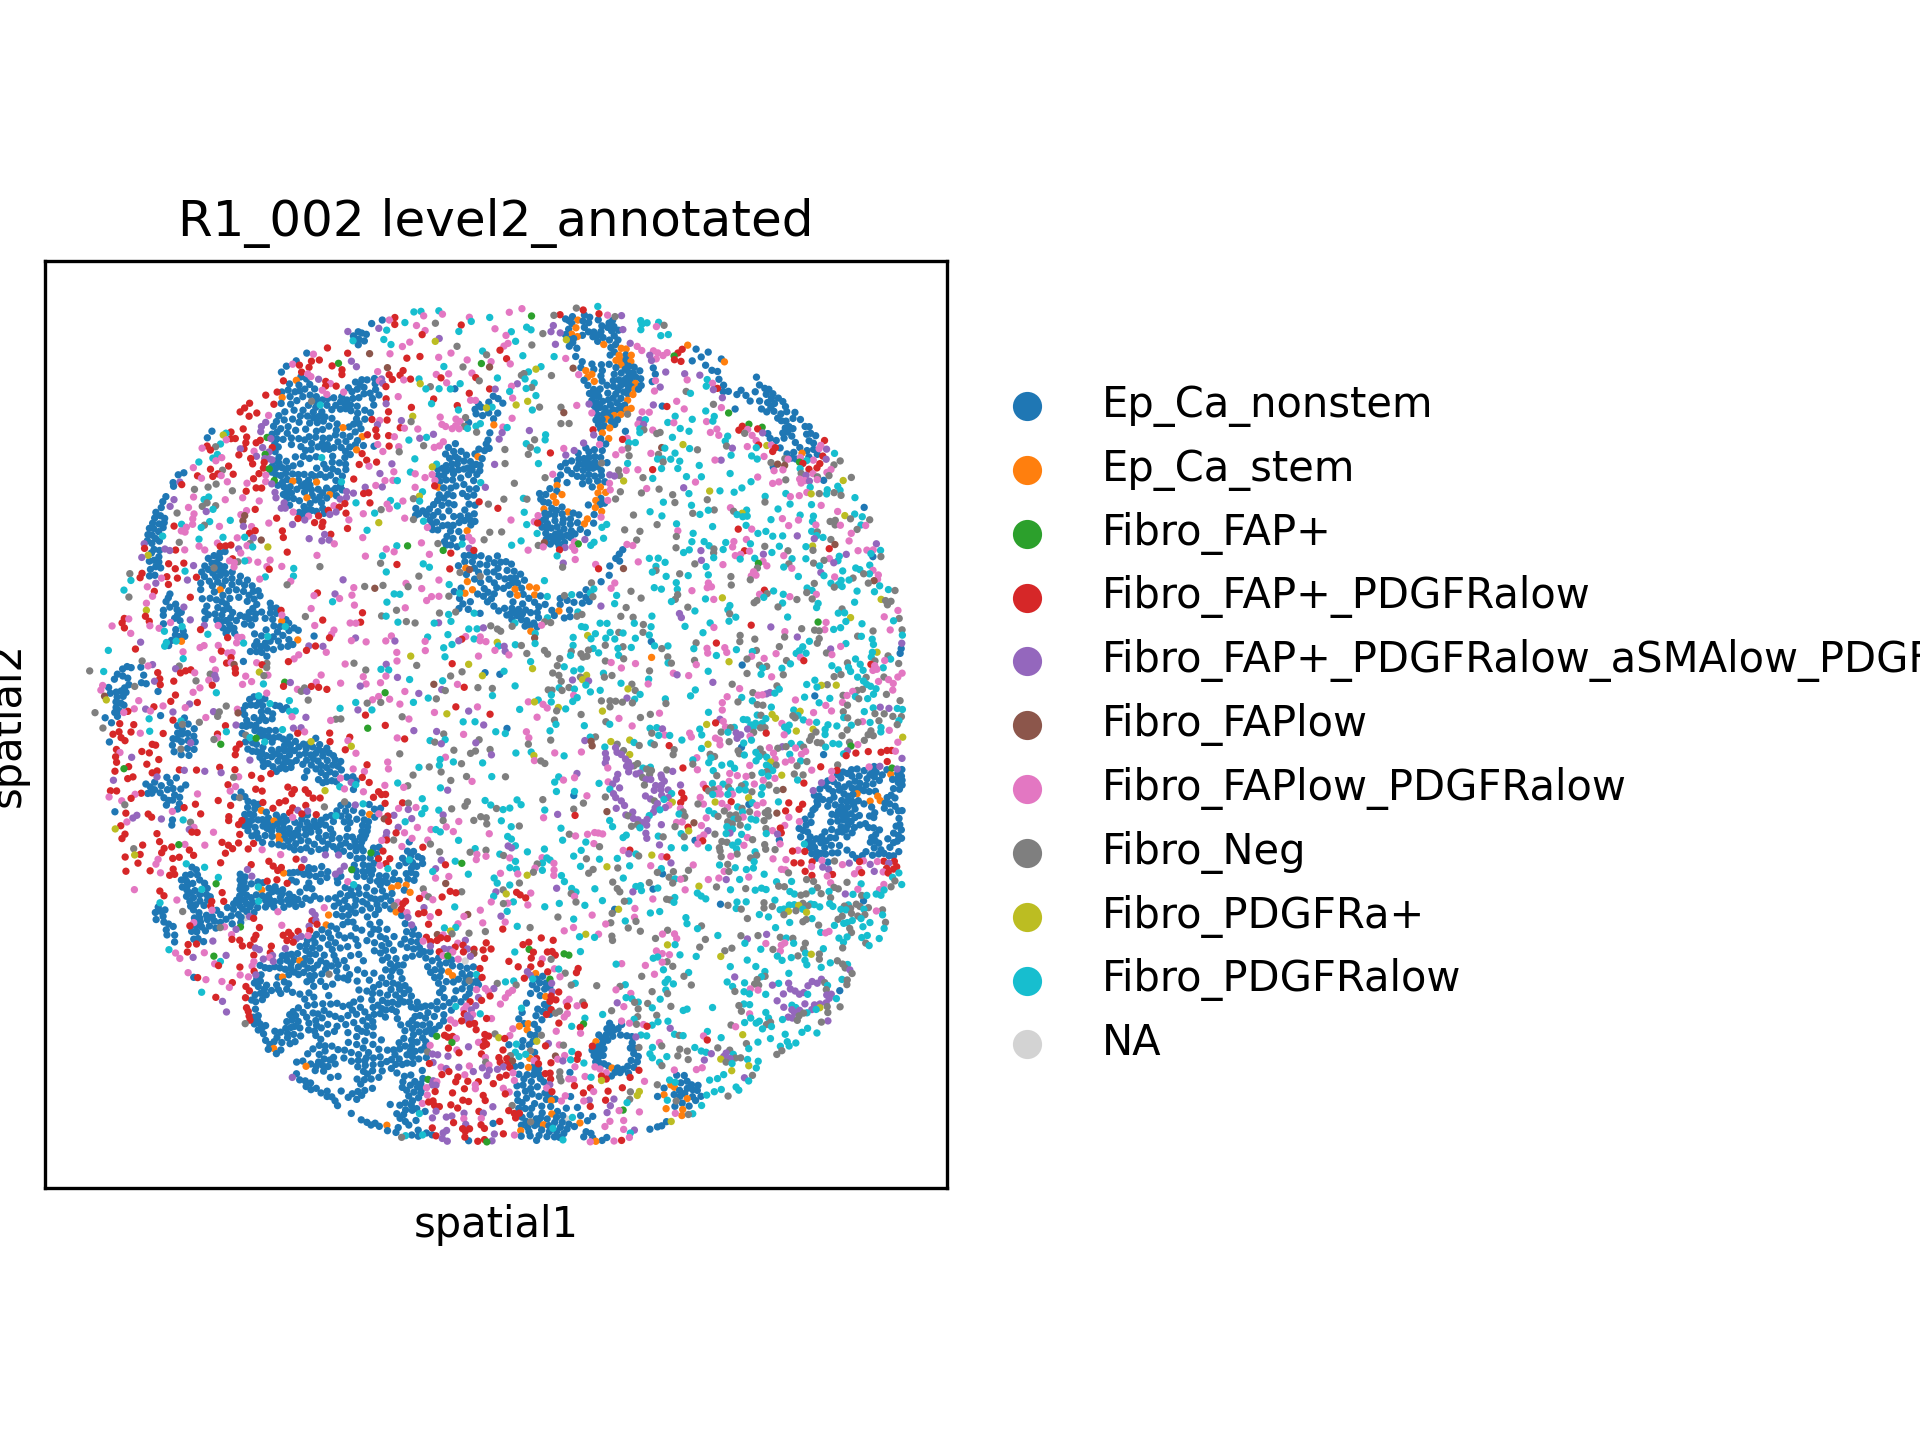 R1_002 level2_annotated
spatial2
spatial1
Ep_Ca_nonstem
Ep_Ca_stem
Fibro_FAP+
Fibro_FAP+_PDGFRalow
Fibro_FAP+_PDGFRalow_aSMAlow_PDGF
Fibro_FAPlow
Fibro_FAPlow_PDGFRalow
Fibro_Neg
Fibro_PDGFRa+
Fibro_PDGFRalow
NA